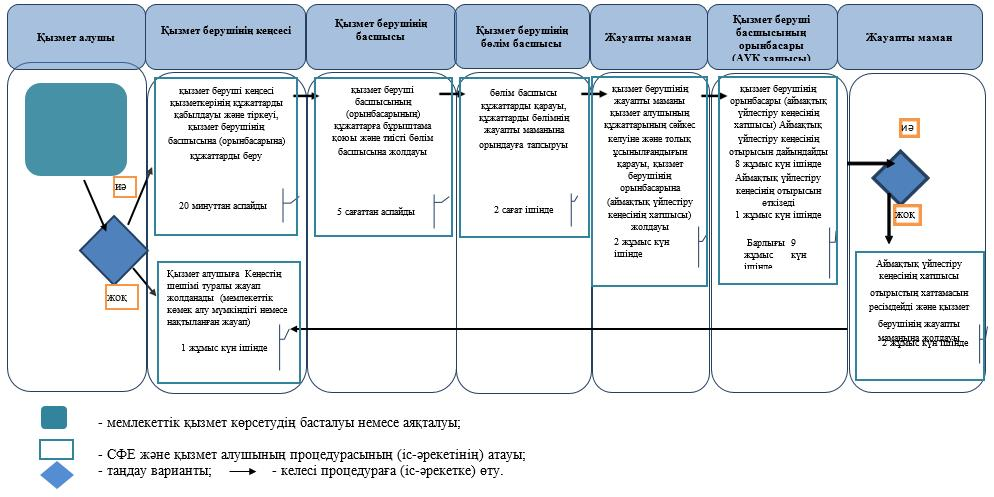 Қызмет алушы
Қызмет берушінің кеңсесі
Қызмет берушінің
басшысы
Қызмет берушінің
бөлім басшысы
Жауапты маман
Қызмет беруші
басшысының
орынбасары
(АҮК хатшысы)
Жауапты маман
иә
жоқ
қызмет беруші кеңсесі
қызметкерінің құжаттарды
қабылдауы және тіркеуі,
қызмет берушінің
басшысына (орынбасарына)
құжаттарды беру
20 минуттан аспайды
Қызмет алушыға Кеңестің
шешімі туралы жауап
жолданады (мемлекеттік
көмек алу мүмкіндігі немесе
нақтыланған жауап)
1 жұмыс күн ішінде
қызмет беруші
басшысының
(орынбасарының)
құжаттарға бұрыштама
қоюы және тиісті бөлім
басшысына жолдауы
5 сағаттан аспайды
бөлім басшысы
құжаттарды қарауы,
құжаттарды бөлімнің
жауапты маманына
орындауға тапсыруы
2 сағат ішінде
қызмет берушінің
жауапты маманы
қызмет алушының
құжаттарының сәйкес
келуіне және толық
ұсынылғандығын
қарауы, қызмет
берушінің
орынбасарына
(аймақтық үйлестіру
кеңесінің хатшысы)
жолдауы
2 жұмыс күн
ішінде
қызмет берушінің
орынбасары (аймақтық
үйлестіру кеңесінің
хатшысы) Аймақтық
үйлестіру кеңесінің
отырысын дайындайды
8 жұмыс күн ішінде
Аймақтық үйлестіру
кеңесінің отырысын
өткізеді
1 жұмыс күн ішінде
Барлығы 9
жұмыс күн
ішінде
иә
жоқ
Аймақтық үйлестіру
кеңесінің хатшысы
отырыстың хаттамасын
ресімдейді және қызмет
берушінің жауапты
маманына жолдауы
2 жұмыс күн ішінде
- мемлекеттік қызмет көрсетудің басталуы немесе аяқталуы;
- СФЕ және қызмет алушының процедурасының (іс-әрекетінің) атауы;
- таңдау варианты; - келесі процедураға (іс-әрекетке) өту.